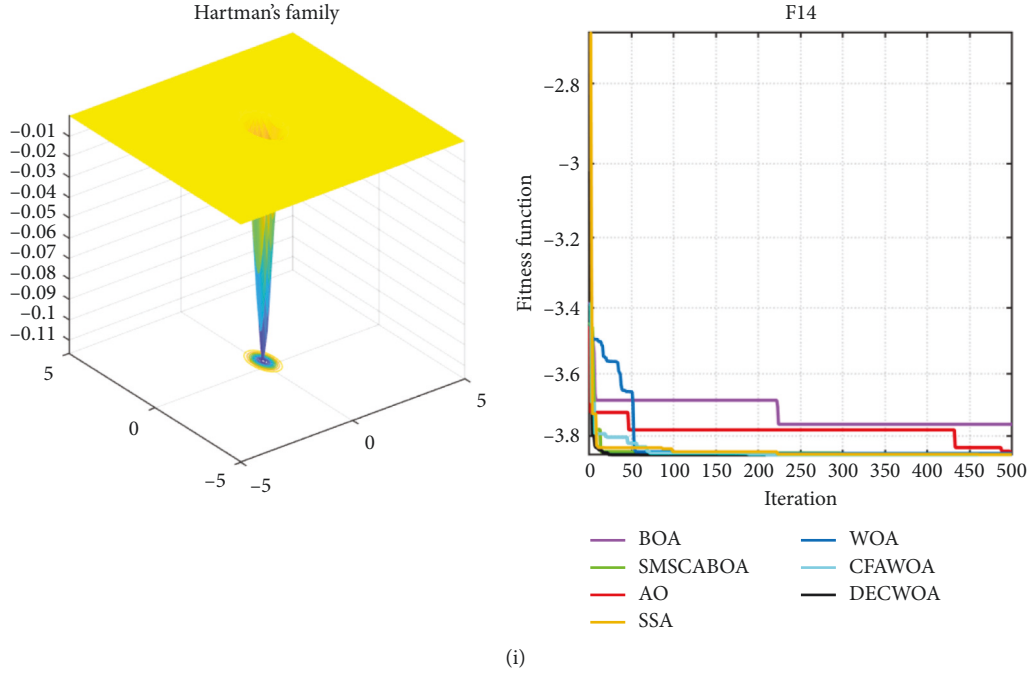 Hartman's family
−0.01
−0.02
−0.03
−0.04
−0.05
−0.06
−0.07
−0.08
−0.09
−0.1
−0.11
5
0
−5
−5
0
5
F14
Fitness function
−2.8
−3
−3.2
−3.4
−3.6
−3.8
0 50 100 150 200 250 300 350 400 450 500
Iteration
BOA
SMSCABOA
AO
SSA
WOA
CFAWOA
DECWOA
(i)